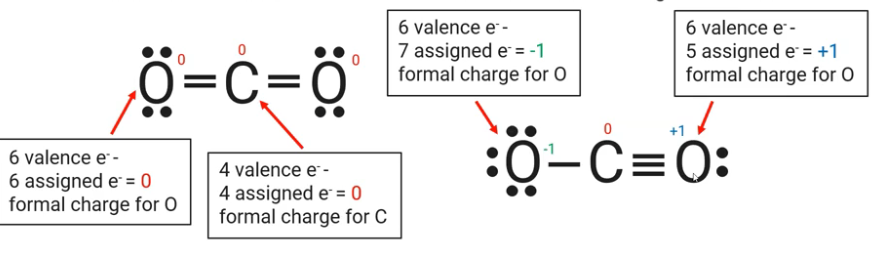 0 0 0
O=C=O
6 valence e⁻-
6 assigned e⁻= 0
formal charge for O
4 valence e⁻-
4 assigned e⁻= 0
formal charge for C
6 valence e⁻-
7 assigned e⁻= -1
formal charge for O
6 valence e⁻-
5 assigned e⁻= +1
formal charge for O
-1 0 +1
:O–C≡O: